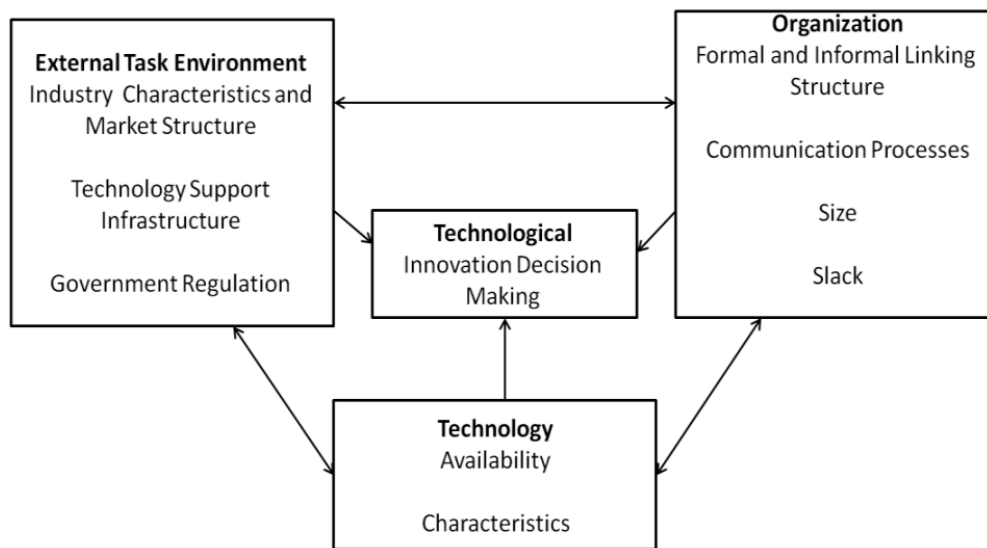 External Task Environment
Industry Characteristics and
Market Structure
Technology Support
Infrastructure
Government Regulation
Organization
Formal and Informal Linking
Structure
Communication Processes
Size
Slack
Technological
Innovation Decision
Making
Technology
Availability
Characteristics